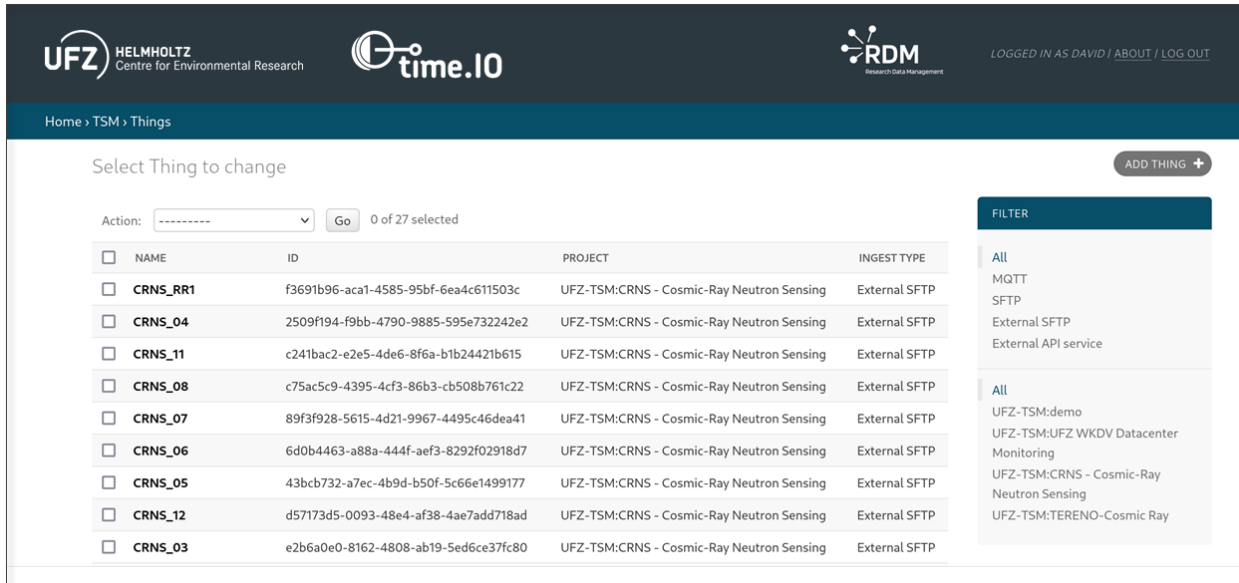 UFZ HELMHOLTZ
Centre for Environmental Research
time.IO
RDM
Research Data Management
LOGGED IN AS DAVID / ABOUT / LOG OUT
Home › TSM › Things
Select Thing to change
ADD THING +
Action: --------- Go 0 of 27 selected
NAME ID PROJECT INGEST TYPE
CRNS_RR1 f3691b96-aca1-4585-95bf-6ea4c611503c UFZ-TSM:CRNS - Cosmic-Ray Neutron Sensing External SFTP
CRNS_04 2509f194-f9bb-4790-9885-595e732242e2 UFZ-TSM:CRNS - Cosmic-Ray Neutron Sensing External SFTP
CRNS_11 c241bac2-e2e5-4de6-8f6a-b1b24421b615 UFZ-TSM:CRNS - Cosmic-Ray Neutron Sensing External SFTP
CRNS_08 c75ac5c9-4395-4cf3-86b3-cb508b761c22 UFZ-TSM:CRNS - Cosmic-Ray Neutron Sensing External SFTP
CRNS_07 89f3f928-5615-4d21-9967-4495c46dea41 UFZ-TSM:CRNS - Cosmic-Ray Neutron Sensing External SFTP
CRNS_06 6d0b4463-a88a-444f-aef3-8292f02918d7 UFZ-TSM:CRNS - Cosmic-Ray Neutron Sensing External SFTP
CRNS_05 43bcb732-a7ec-4b9d-b50f-5c66e1499177 UFZ-TSM:CRNS - Cosmic-Ray Neutron Sensing External SFTP
CRNS_12 d57173d5-0093-48e4-af38-4ae7add718ad UFZ-TSM:CRNS - Cosmic-Ray Neutron Sensing External SFTP
CRNS_03 e2b6a0e0-8162-4808-ab19-5ed6ce37fc80 UFZ-TSM:CRNS - Cosmic-Ray Neutron Sensing External SFTP
FILTER
All
MQTT
SFTP
External SFTP
External API service
All
UFZ-TSM:demo
UFZ-TSM:UFZ WKDV Datacenter
Monitoring
UFZ-TSM:CRNS - Cosmic-Ray
Neutron Sensing
UFZ-TSM:TERENO-Cosmic Ray